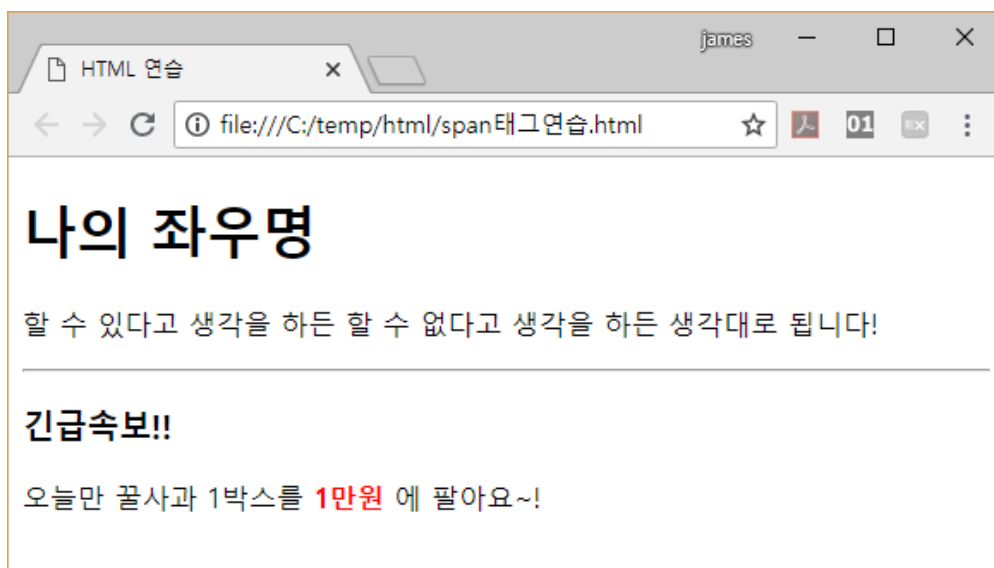 james
HTML 연습
file:///C:/temp/html/span태그연습.html
01
EX
나의 좌우명
할 수 있다고 생각을 하든 할 수 없다고 생각을 하든 생각대로 됩니다!
긴급속보!!
오늘만 꿀사과 1박스를 1만원 에 팔아요~!